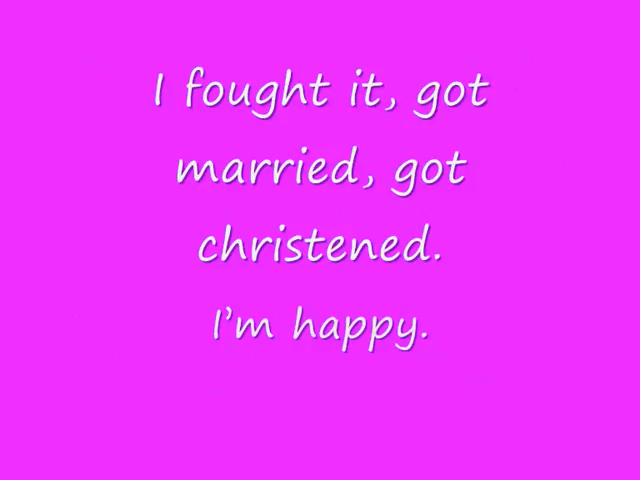 I fought it, got
married, got
christened.
I’m happy.